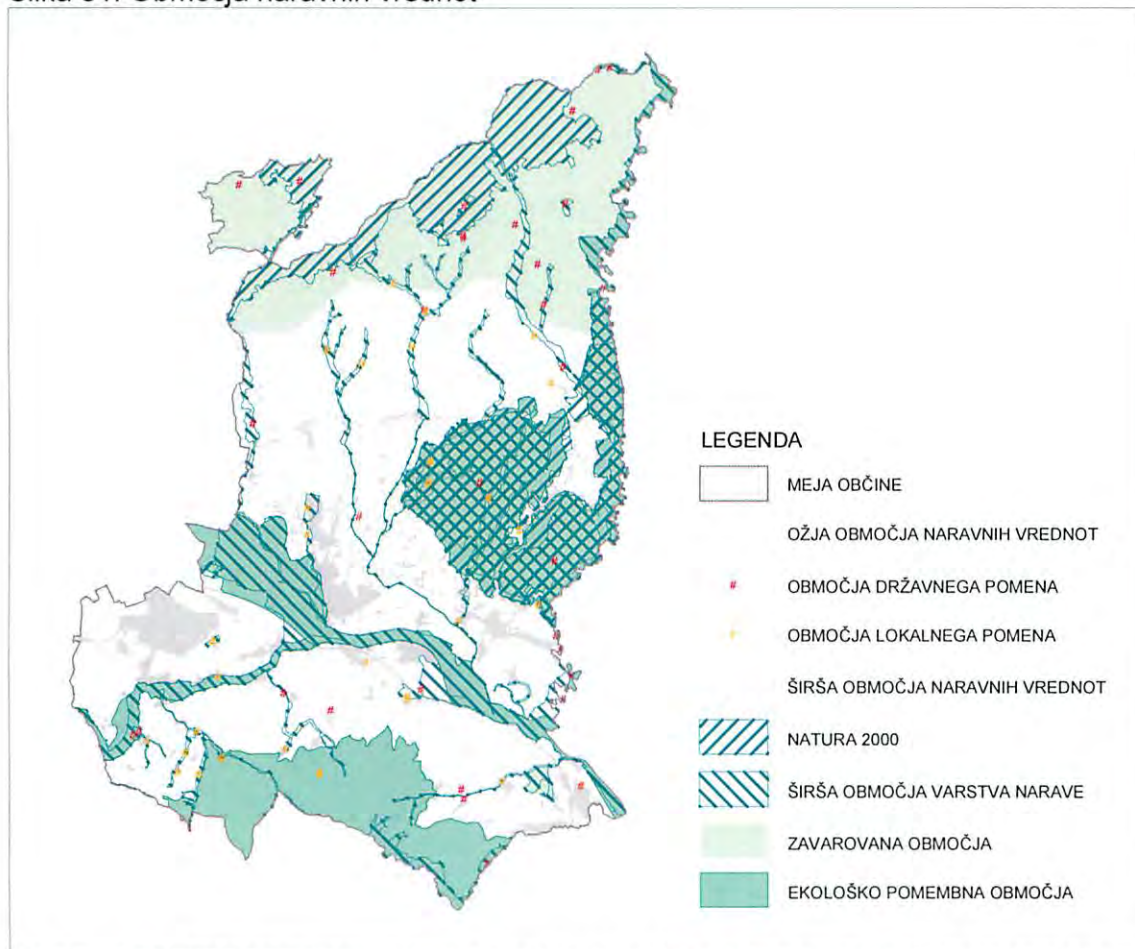 LEGENDA
MEJA OBČINE
OŽJA OBMOČJA NARAVNIH VREDNOT
OBMOČJA DRŽAVNEGA POMENA
OBMOČJA LOKALNEGA POMENA
ŠIRŠA OBMOČJA NARAVNIH VREDNOT
NATURA 2000
ŠIRŠA OBMOČJA VARSTVA NARAVE
ZAVAROVANA OBMOČJA
EKOLOŠKO POMEMBNA OBMOČJA